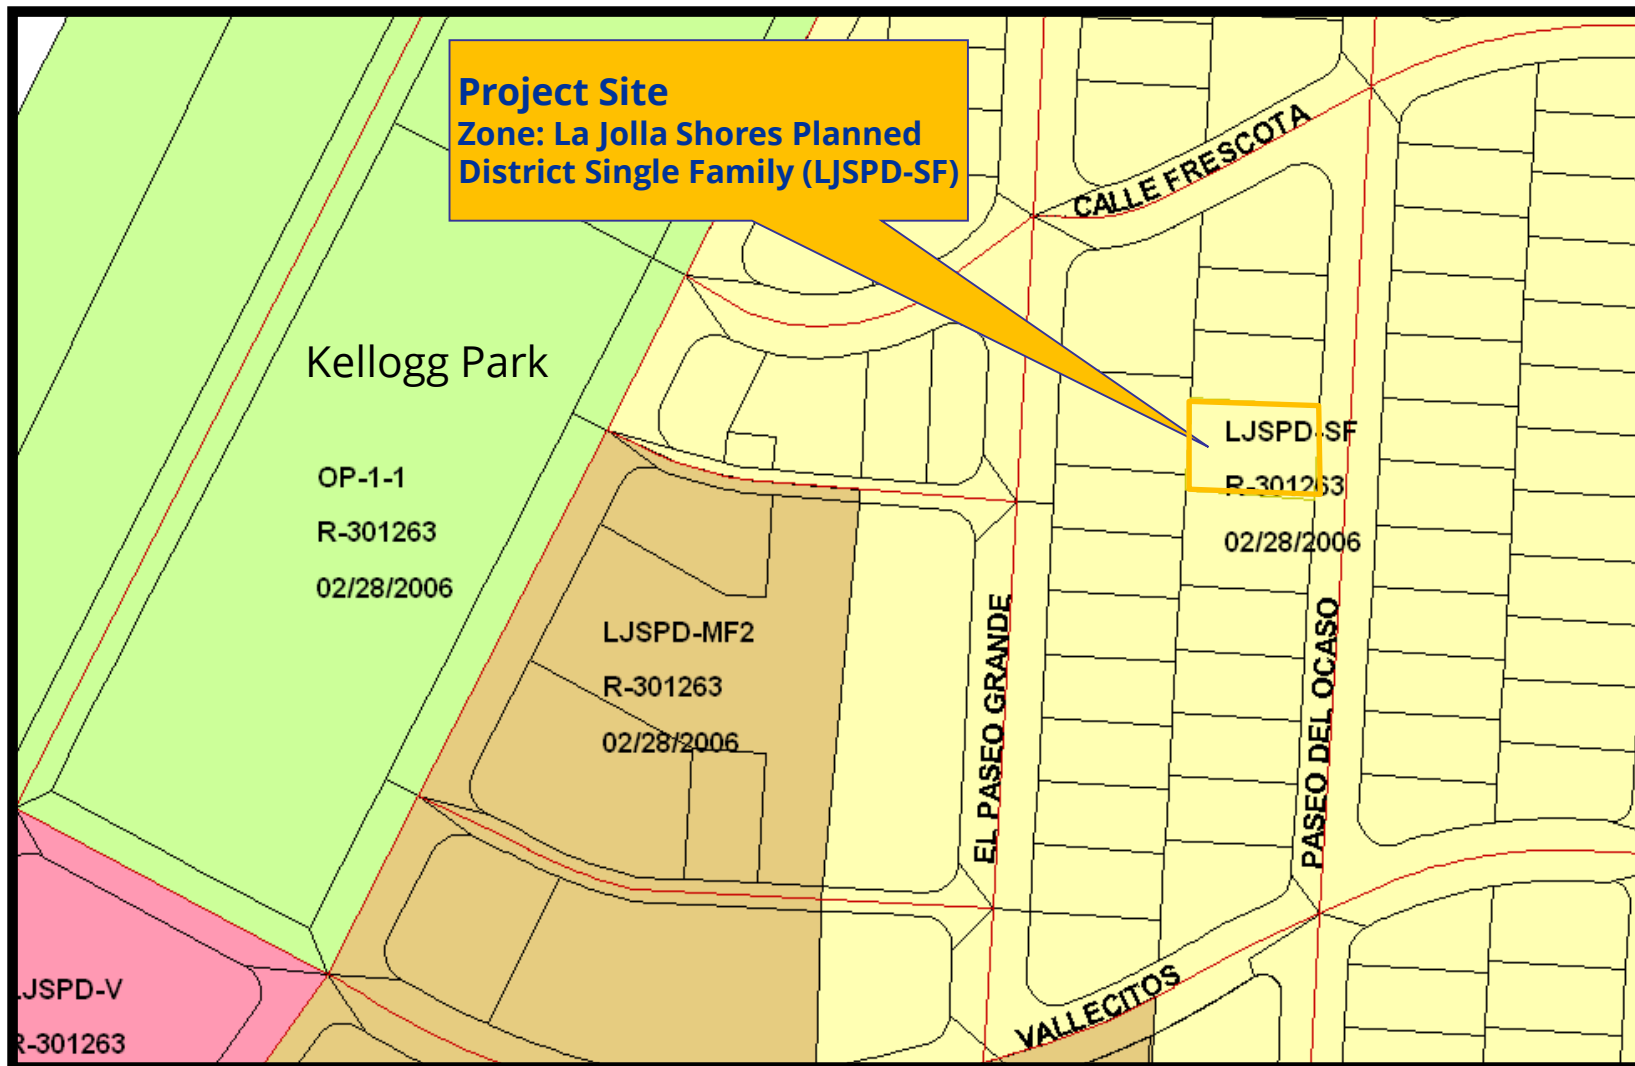 Project Site
Zone: La Jolla Shores Planned
District Single Family (LJSPD-SF)
CALLE FRESCOTA
Kellogg Park
OP-1-1
R-301263
02/28/2006
LJSPD-SF
R-301263
02/28/2006
LJSPD-MF2
R-301263
02/28/2006
EL PASEO GRANDE
PASEO DEL OCASO
VALLECITOS
LJSPD-V
R-301263